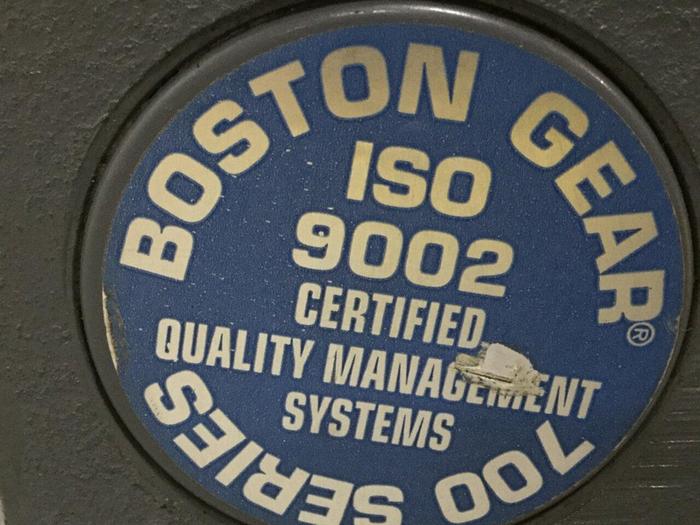 BOSTON GEAR®
ISO
9002
CERTIFIED
QUALITY MANAGEMENT
SYSTEMS
700 SERIES